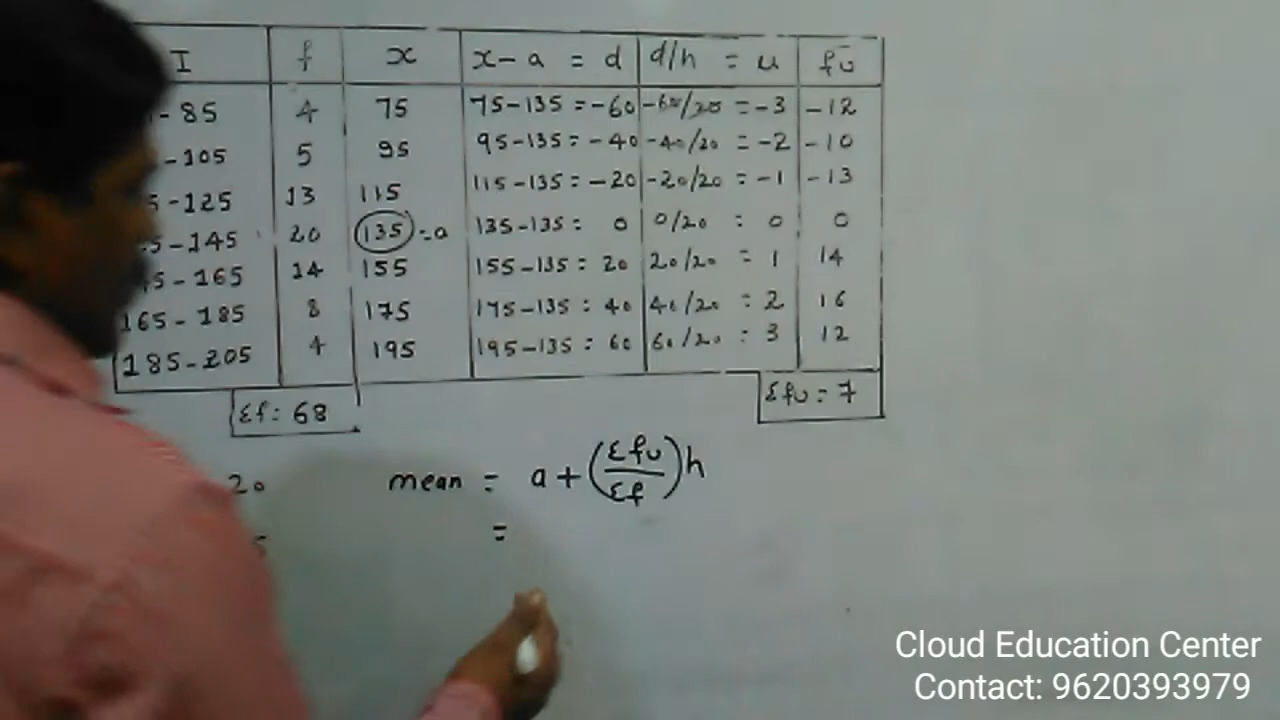 I f x x-a = d d/h = u fu
-85 4 75 75-135 = -60 -60/20 = -3 -12
-105 5 95 95-135 = -40 -40/20 = -2 -10
5-125 13 115 115-135 = -20 -20/20 = -1 -13
5-145 20 135 = a 135-135 = 0 0/20 = 0 0
5-165 14 155 155-135 = 20 20/20 = 1 14
165-185 8 175 175-135 = 40 40/20 = 2 16
185-205 4 195 195-135 = 60 60/20 = 3 12
Σf = 68 Σfu = 7
20 mean = a + (Σfu/Σf)h
=
Cloud Education Center
Contact: 9620393979